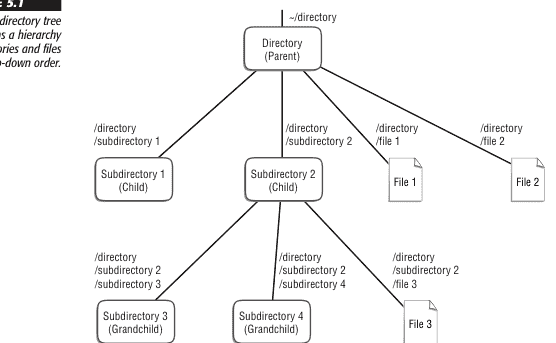 5.1
directory tree
s a hierarchy
ories and files
-down order.
~/directory
Directory
(Parent)
/directory
/subdirectory 1
/directory
/subdirectory 2
/directory
/file 1
/directory
/file 2
Subdirectory 1
(Child)
Subdirectory 2
(Child)
File 1
File 2
/directory
/subdirectory 2
/subdirectory 3
/directory
/subdirectory 2
/subdirectory 4
/directory
/subdirectory 2
/file 3
Subdirectory 3
(Grandchild)
Subdirectory 4
(Grandchild)
File 3